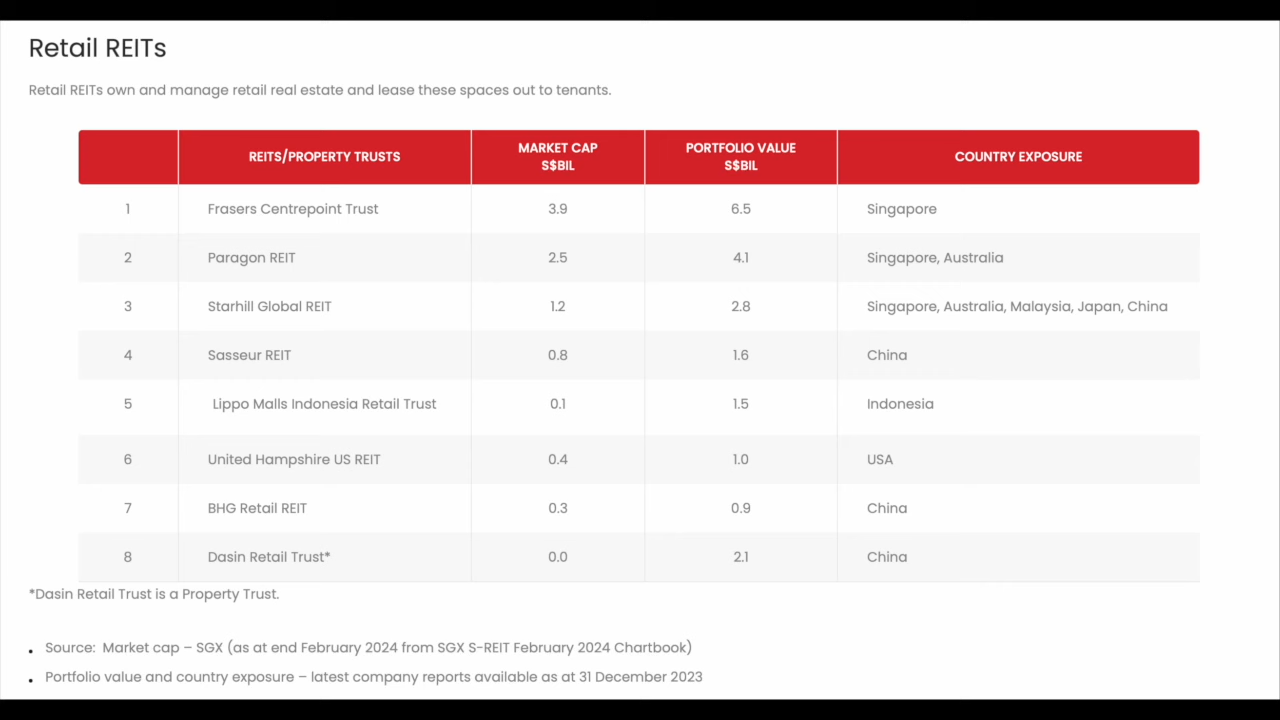 Retail REITs
Retail REITs own and manage retail real estate and lease these spaces out to tenants.
REITS/PROPERTY TRUSTS MARKET CAP S$BIL PORTFOLIO VALUE S$BIL COUNTRY EXPOSURE
1 Frasers Centrepoint Trust 3.9 6.5 Singapore
2 Paragon REIT 2.5 4.1 Singapore, Australia
3 Starhill Global REIT 1.2 2.8 Singapore, Australia, Malaysia, Japan, China
4 Sasseur REIT 0.8 1.6 China
5 Lippo Malls Indonesia Retail Trust 0.1 1.5 Indonesia
6 United Hampshire US REIT 0.4 1.0 USA
7 BHG Retail REIT 0.3 0.9 China
8 Dasin Retail Trust* 0.0 2.1 China
*Dasin Retail Trust is a Property Trust.
• Source: Market cap – SGX (as at end February 2024 from SGX S-REIT February 2024 Chartbook)
• Portfolio value and country exposure – latest company reports available as at 31 December 2023